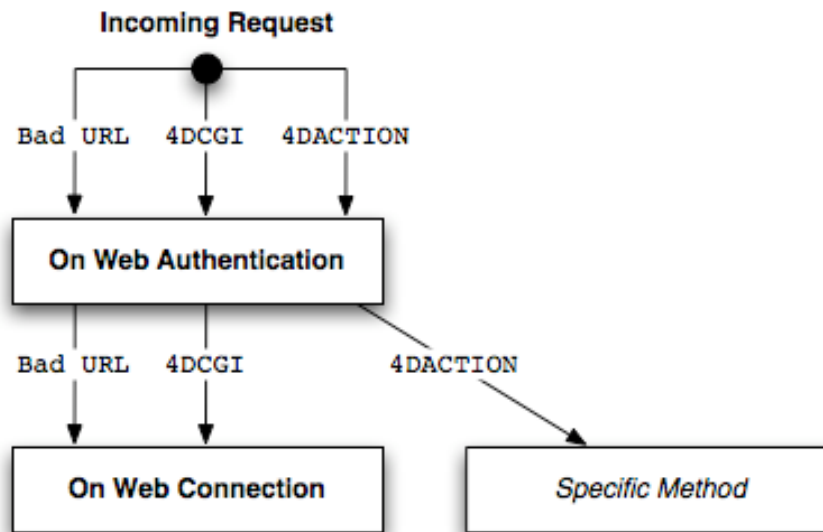 Incoming Request
Bad URL 4DCGI 4DACTION
On Web Authentication
Bad URL 4DCGI 4DACTION
On Web Connection Specific Method